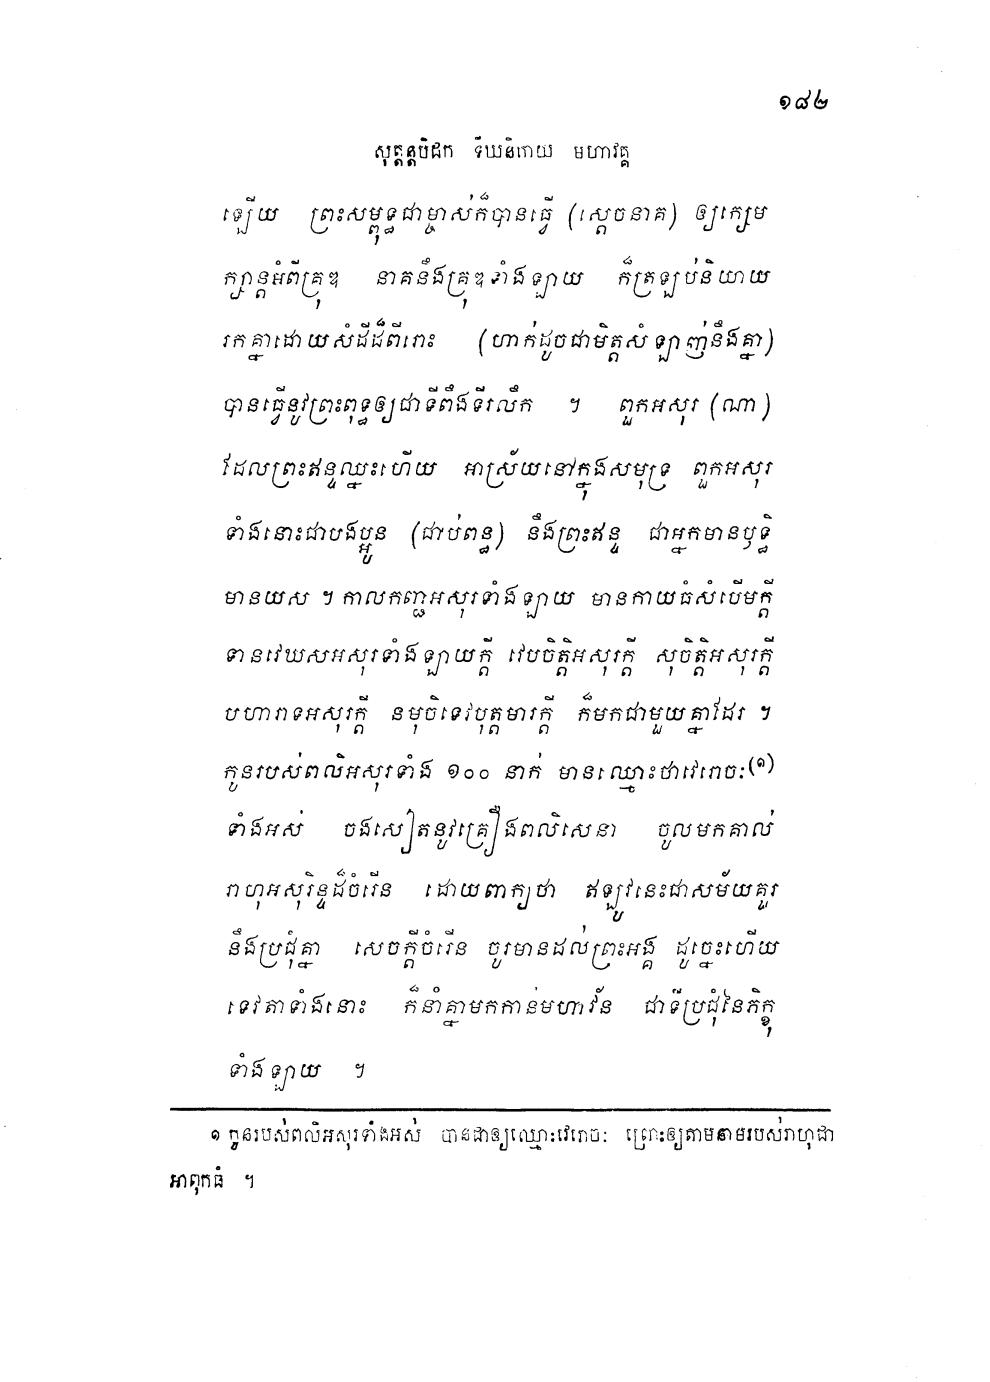 ១៨២
សុត្តន្តបិដក ទីឃនិកាយ មហាវគ្គ
ឡើយ ព្រះសម្ពុទ្ធជាម្ចាស់ក៏បានធ្វើ (ស្តេចនាគ) ឲ្យក្សេម
ក្សាន្តអំពីគ្រុឌ នាគនឹងគ្រុឌទាំងឡាយ ក៏ត្រឡប់និយាយ
រកគ្នាដោយសំដីដ៏ពីរោះ (ហាក់ដូចជាមិត្តសំឡាញ់នឹងគ្នា)
បានធ្វើនូវព្រះពុទ្ធឲ្យជាទីពឹងទីរលឹក ។ ពួកអសុរ (ណា)
ដែលព្រះឥន្ទឈ្នះហើយ អាស្រ័យនៅក្នុងសមុទ្រ ពួកអសុរ
ទាំងនោះជាបងប្អូន (ជាប់ពន្ធ) នឹងព្រះឥន្ទ ជាអ្នកមានឫទ្ធិ
មានយស ។ កាលកញ្ជអសុរទាំងឡាយ មានកាយធំសំបើមក្តី
ទានវេឃសអសុរទាំងឡាយក្តី វេបចិត្តិអសុរក្តី សុចិត្តិអសុរក្តី
បហារាទអសុរក្តី នមុចិទេវបុត្តមារក្តី ក៏មកជាមួយគ្នាដែរ ។
កូនរបស់ពលិអសុរទាំង ១០០ នាក់ មានឈ្មោះថាវេរោចៈ(១)
ទាំងអស់ ចងសៀតនូវគ្រឿងពលិសេនា ចូលមកគាល់
រាហុអសុរិន្ទដ៏ចំរើន ដោយពាក្យថា ឥឡូវនេះជាសម័យគួរ
នឹងប្រជុំគ្នា សេចក្តីចំរើន ចូរមានដល់ព្រះអង្គ ដូច្នេះហើយ
ទេវតាទាំងនោះ ក៏នាំគ្នាមកកាន់មហាវ័ន ជាទីប្រជុំនៃភិក្ខុ
ទាំងឡាយ ។
១ កូនរបស់ពលិអសុរទាំងអស់ បានជាឲ្យឈ្មោះវេរោចៈ ព្រោះឲ្យតាមនាមរបស់រាហុជា
អាពុកធំ ។